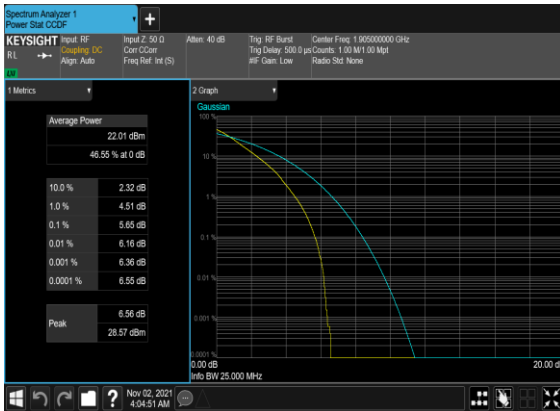 Spectrum Analyzer 1
Power Stat CCDF
KEYSIGHT
RL
Input: RF
Coupling: DC
Align: Auto
Input Z: 50 Ω
Corr CCorr
Freq Ref: Int (S)
Atten: 40 dB
Trig: RF Burst
Trig Delay: 500.0 µs
#IF Gain: Low
Center Freq: 1.905000000 GHz
Counts: 1.00 M/1.00 Mpt
Radio Std: None
1 Metrics
Average Power
22.01 dBm
46.55 % at 0 dB
10.0 % 2.32 dB
1.0 % 4.51 dB
0.1 % 5.65 dB
0.01 % 6.16 dB
0.001 % 6.36 dB
0.0001 % 6.55 dB
Peak
6.56 dB
28.57 dBm
2 Graph
Gaussian
100 %
10 %
1 %
0.1 %
0.01 %
0.001 %
0.0001 %
0.00 dB
20.00 d
Info BW 25.000 MHz
?
Nov 02, 2021
4:04:51 AM